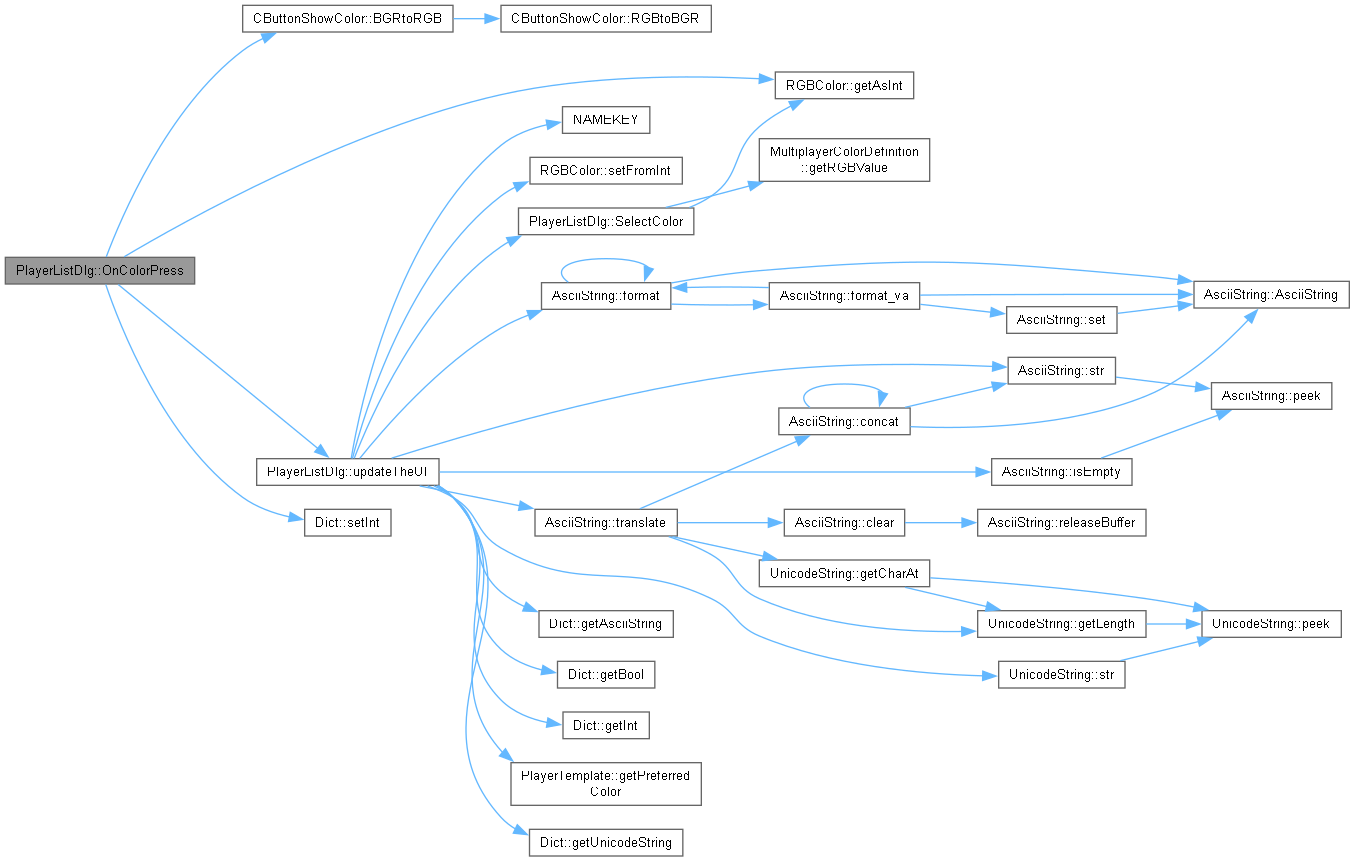 CButtonShowColor::BGRtoRGB
CButtonShowColor::RGBtoBGR
RGBColor::getAsInt
NAMEKEY
MultiplayerColorDefinition
::getRGBValue
RGBColor::setFromInt
PlayerListDlg::SelectColor
PlayerListDlg::OnColorPress
AsciiString::format
AsciiString::format_va
AsciiString::AsciiString
AsciiString::set
AsciiString::str
AsciiString::peek
AsciiString::concat
PlayerListDlg::updateTheUI
AsciiString::isEmpty
Dict::setInt
AsciiString::translate
AsciiString::clear
AsciiString::releaseBuffer
UnicodeString::getCharAt
Dict::getAsciiString
UnicodeString::getLength
UnicodeString::peek
Dict::getBool
UnicodeString::str
Dict::getInt
PlayerTemplate::getPreferred
Color
Dict::getUnicodeString